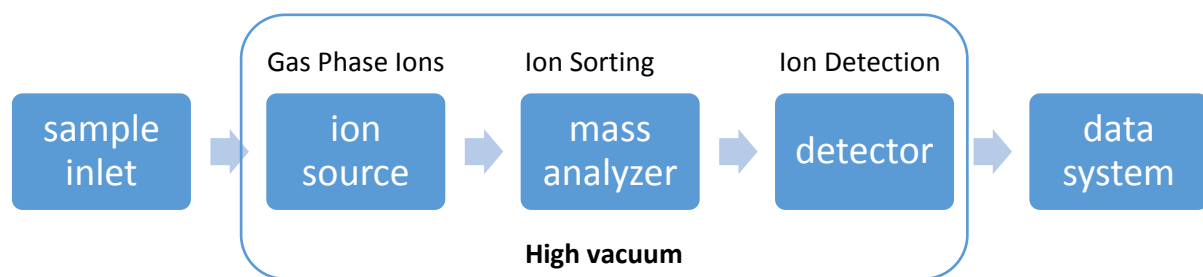 Gas Phase Ions
Ion Sorting
Ion Detection
sample
inlet
ion
source
mass
analyzer
detector
data
system
High vacuum